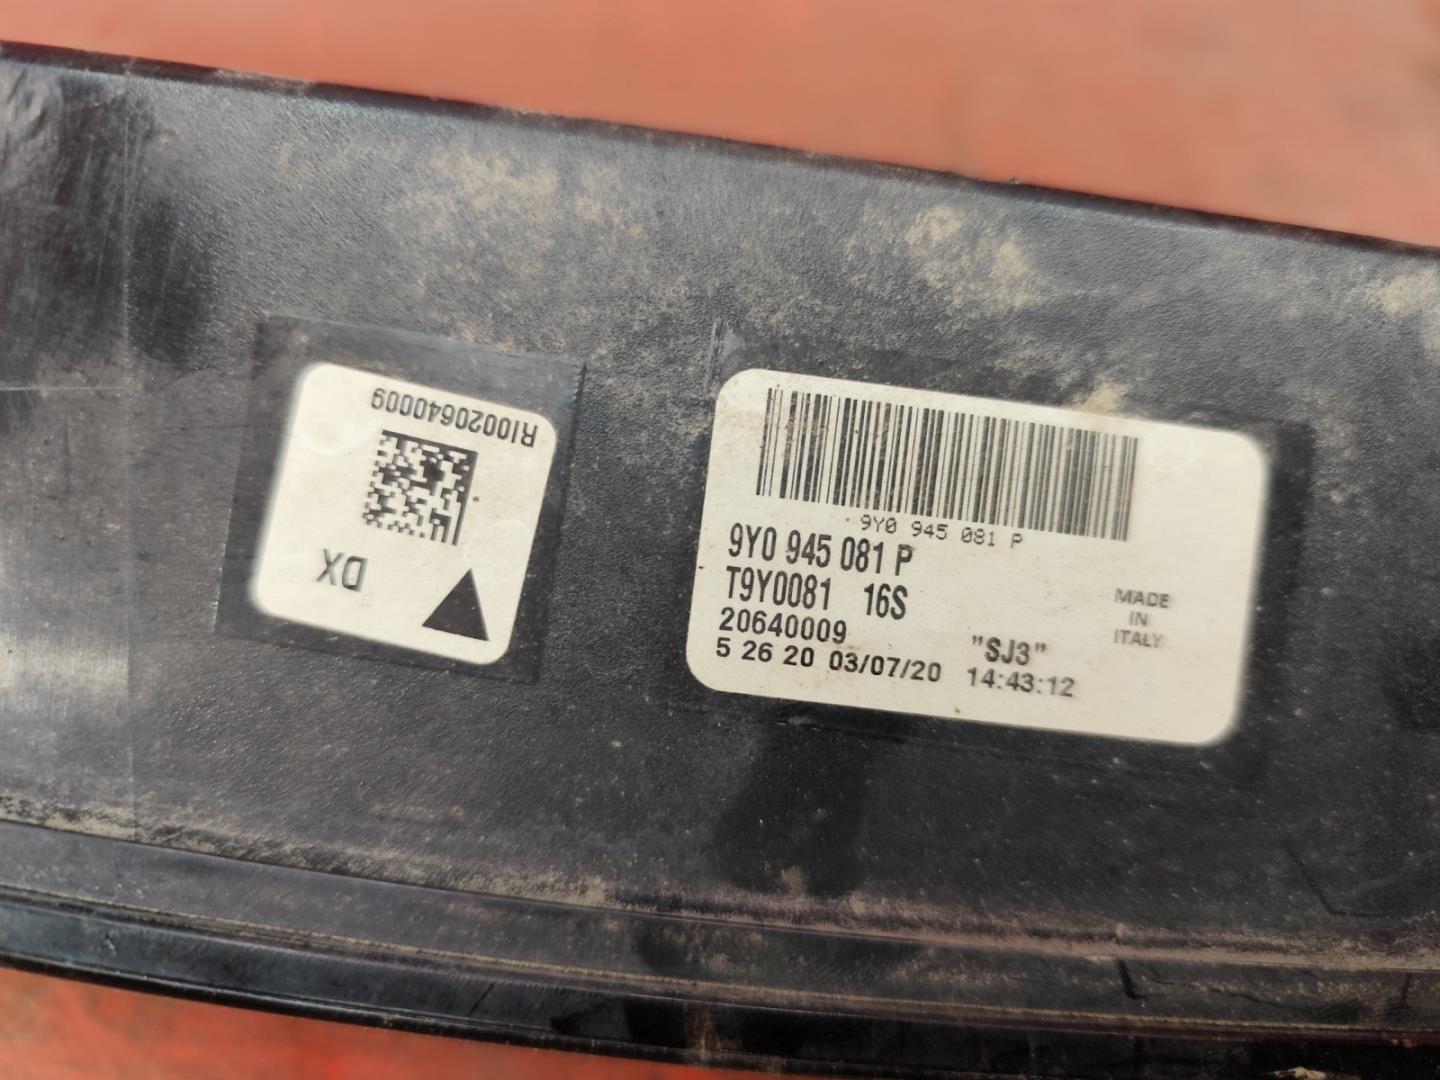 RI0020640009
DX
9Y0 945 081 P
9Y0 945 081 P
T9Y0081 16S
20640009
"SJ3"
5 26 20 03/07/20 14:43:12
MADE
IN
ITALY